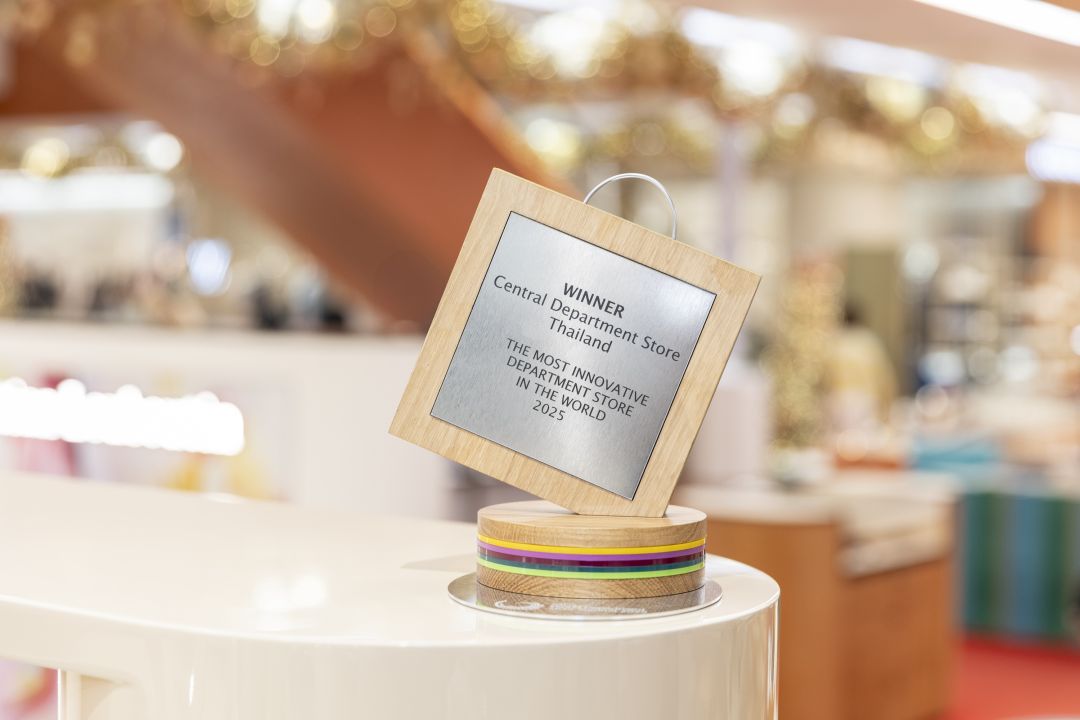 WINNER
Central Department Store
Thailand
THE MOST INNOVATIVE
DEPARTMENT STORE
IN THE WORLD
2025